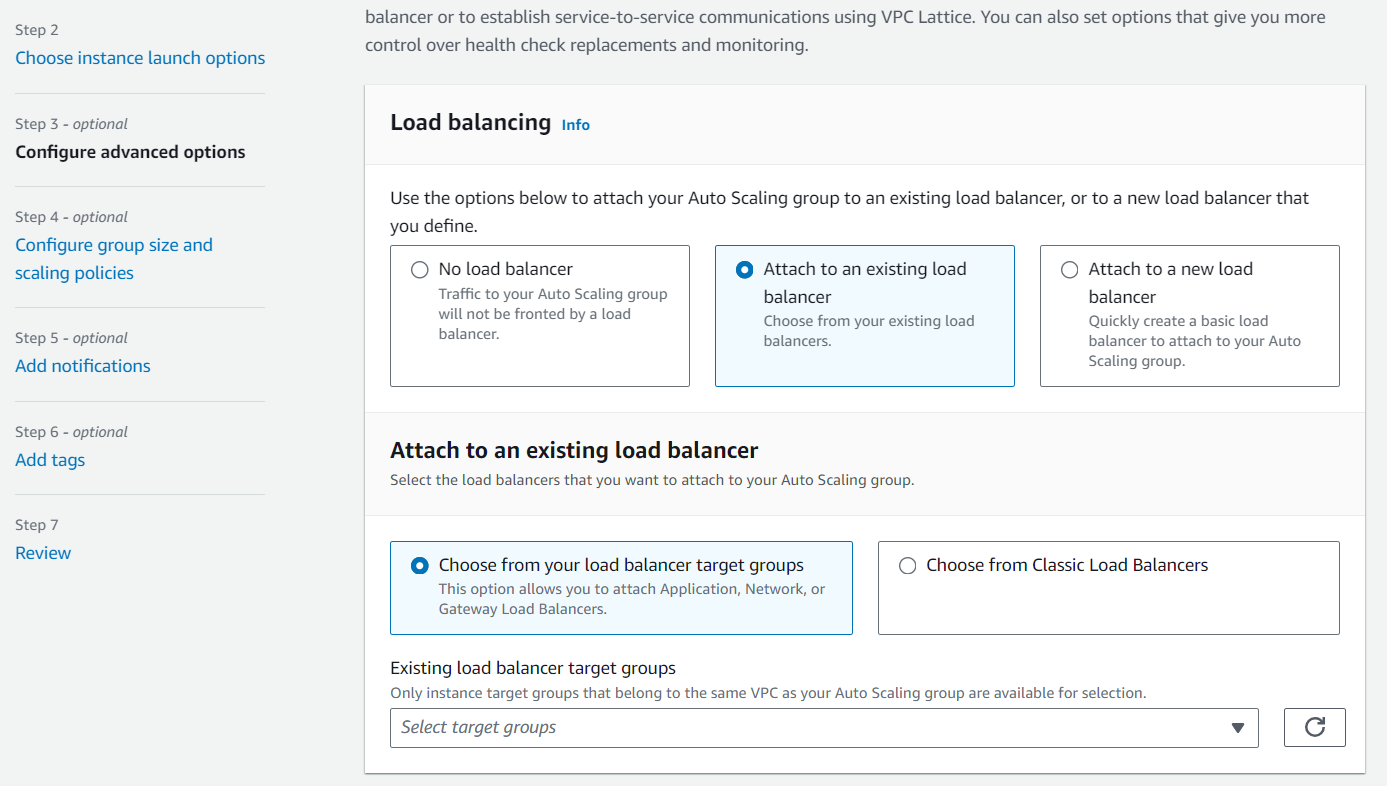 Step 2
Choose instance launch options
Step 3 - optional
Configure advanced options
Step 4 - optional
Configure group size and
scaling policies
Step 5 - optional
Add notifications
Step 6 - optional
Add tags
Step 7
Review
balancer or to establish service-to-service communications using VPC Lattice. You can also set options that give you more
control over health check replacements and monitoring.
Load balancing Info
Use the options below to attach your Auto Scaling group to an existing load balancer, or to a new load balancer that
you define.
No load balancer
Traffic to your Auto Scaling group
will not be fronted by a load
balancer.
Attach to an existing load
balancer
Choose from your existing load
balancers.
Attach to a new load
balancer
Quickly create a basic load
balancer to attach to your Auto
Scaling group.
Attach to an existing load balancer
Select the load balancers that you want to attach to your Auto Scaling group.
Choose from your load balancer target groups
This option allows you to attach Application, Network, or
Gateway Load Balancers.
Choose from Classic Load Balancers
Existing load balancer target groups
Only instance target groups that belong to the same VPC as your Auto Scaling group are available for selection.
Select target groups